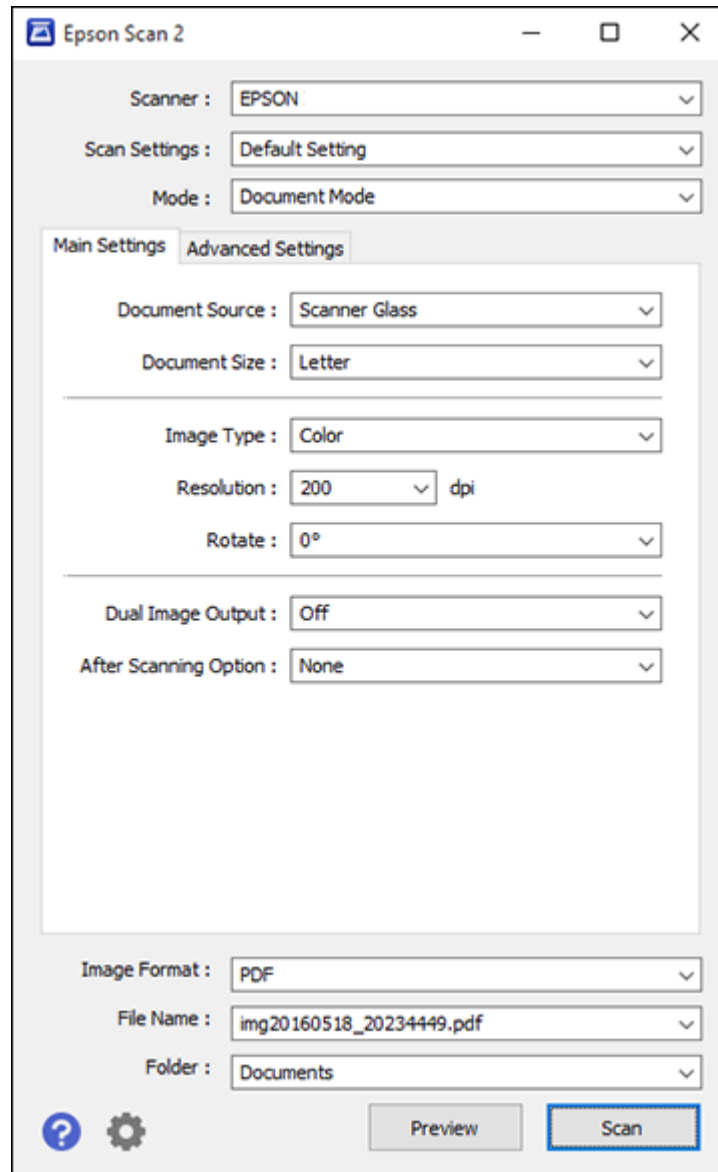 Epson Scan 2
Scanner : EPSON
Scan Settings : Default Setting
Mode : Document Mode
Main Settings Advanced Settings
Document Source : Scanner Glass
Document Size : Letter
Image Type : Color
Resolution : 200 dpi
Rotate : 0°
Dual Image Output : Off
After Scanning Option : None
Image Format : PDF
File Name : img20160518_20234449.pdf
Folder : Documents
? Preview Scan